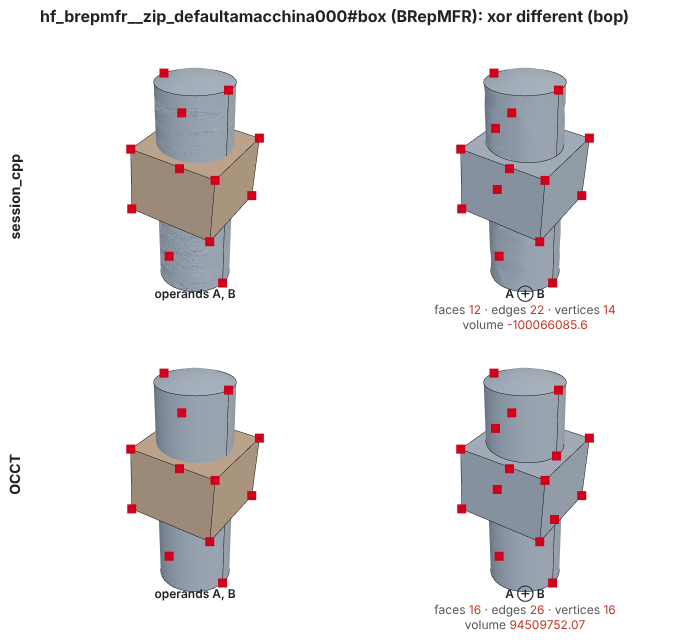 hf_brepmfr__zip_defaultamacchina000#box (BRepMFR): xor different (bop)
session_cpp
operands A, B
A ⊕ B
faces 12 · edges 22 · vertices 14
volume -100066085.6
OCCT
operands A, B
A ⊕ B
faces 16 · edges 26 · vertices 16
volume 94509752.07